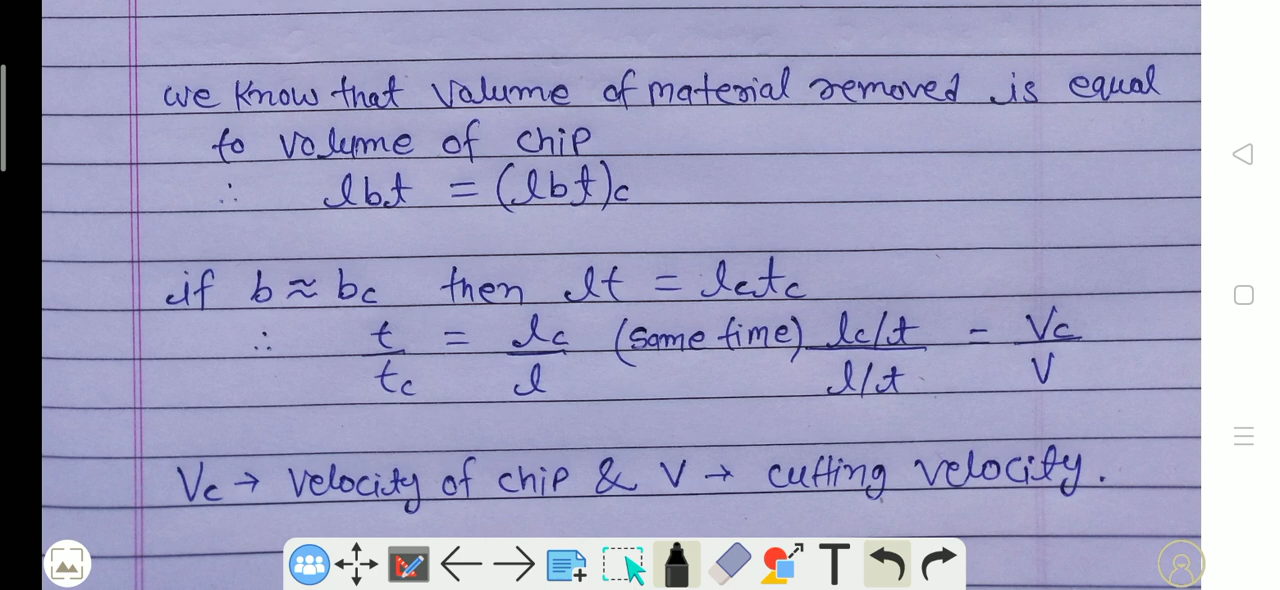 we know that volume of material removed is equal
to volume of chip
∴ lbt = (lbt)c
if b ≈ bc then lt = lctc
∴ t/tc = lc/l (same time) lc/t / l/t = Vc/V
Vc → velocity of chip & V → cutting velocity.
T